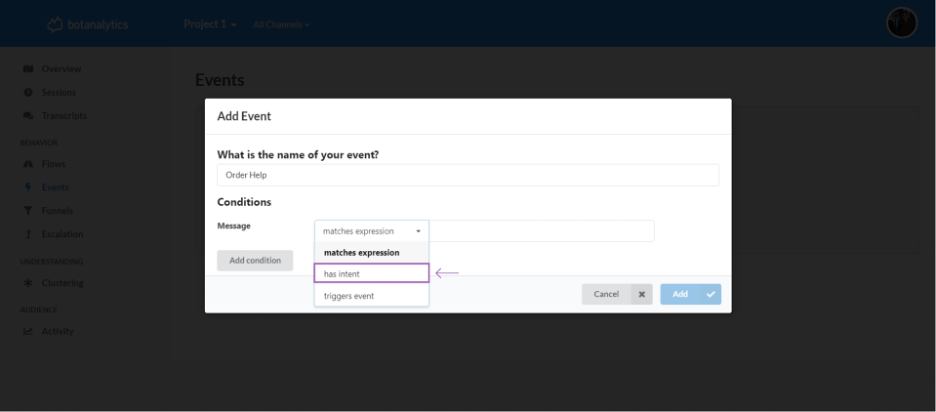 botanalytics
Project 1
All Channels
Overview
Sessions
Transcripts
BEHAVIOR
Flows
Events
Funnels
Escalation
UNDERSTANDING
Clustering
AUDIENCE
Activity
Events
Add Event
What is the name of your event?
Order Help
Conditions
Message
matches expression
matches expression
has intent
triggers event
Add condition
Cancel
Add